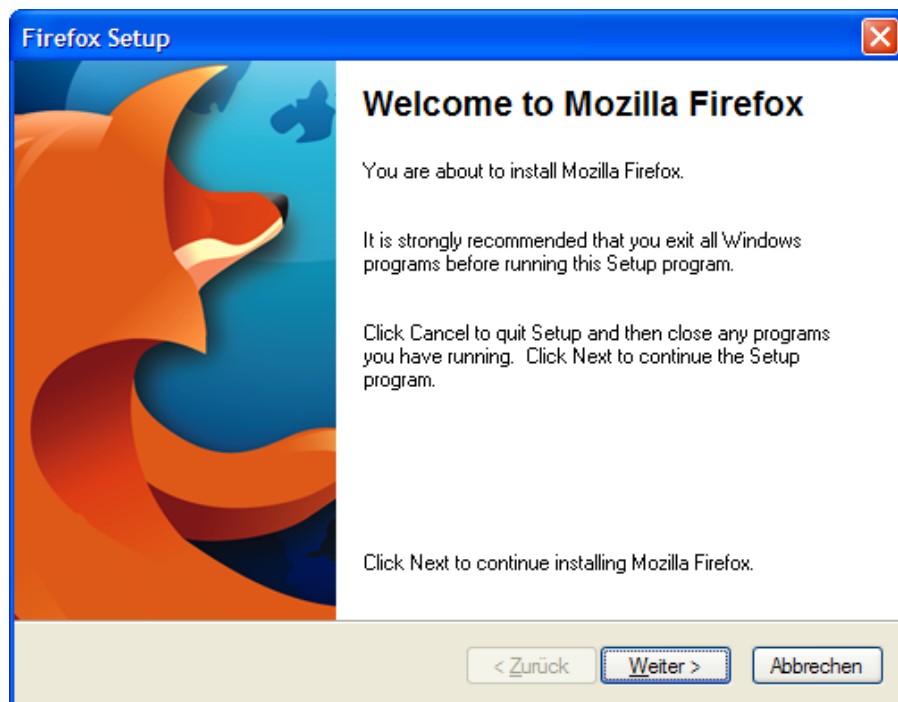 Firefox Setup
Welcome to Mozilla Firefox
You are about to install Mozilla Firefox.
It is strongly recommended that you exit all Windows
programs before running this Setup program.
Click Cancel to quit Setup and then close any programs
you have running.  Click Next to continue the Setup
program.
Click Next to continue installing Mozilla Firefox.
< Zurück  Weiter >  Abbrechen